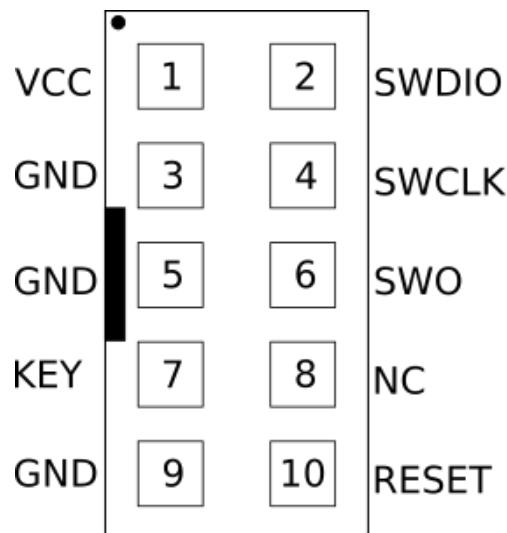 VCC 1 2 SWDIO
GND 3 4 SWCLK
GND 5 6 SWO
KEY 7 8 NC
GND 9 10 RESET